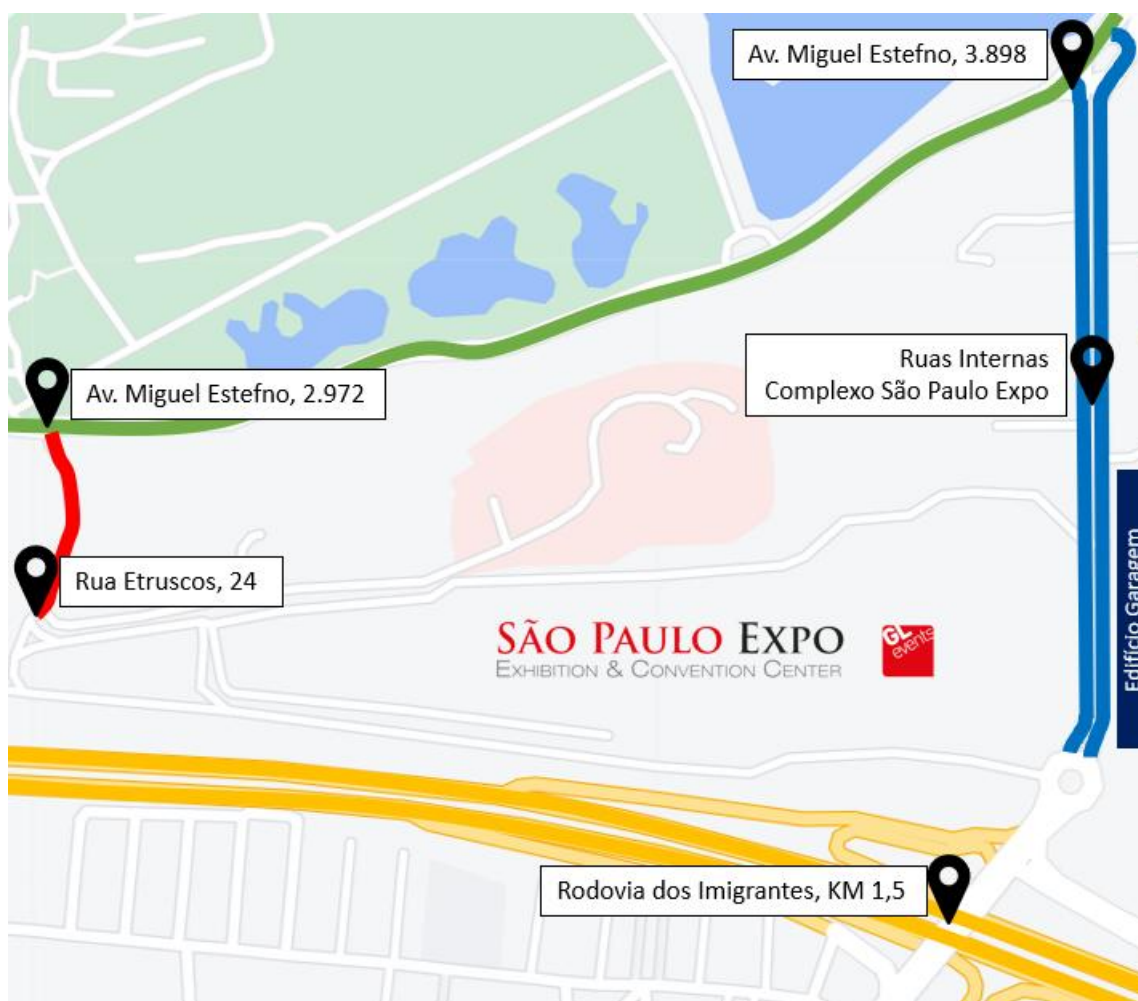 Av. Miguel Estefno, 3.898
Ruas Internas
Complexo São Paulo Expo
Av. Miguel Estefno, 2.972
Edifício Garagem
Rua Etruscos, 24
SÃO PAULO EXPO
EXHIBITION & CONVENTION CENTER
GL
events
Rodovia dos Imigrantes, KM 1,5